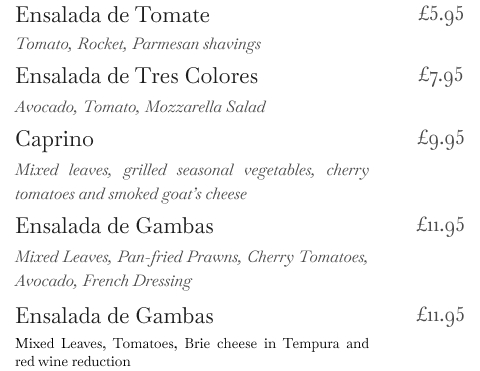 Ensalada de Tomate £5.95
Tomato, Rocket, Parmesan shavings
Ensalada de Tres Colores £7.95
Avocado, Tomato, Mozzarella Salad
Caprino £9.95
Mixed leaves, grilled seasonal vegetables, cherry
tomatoes and smoked goat's cheese
Ensalada de Gambas £11.95
Mixed Leaves, Pan-fried Prawns, Cherry Tomatoes,
Avocado, French Dressing
Ensalada de Gambas £11.95
Mixed Leaves, Tomatoes, Brie cheese in Tempura and
red wine reduction